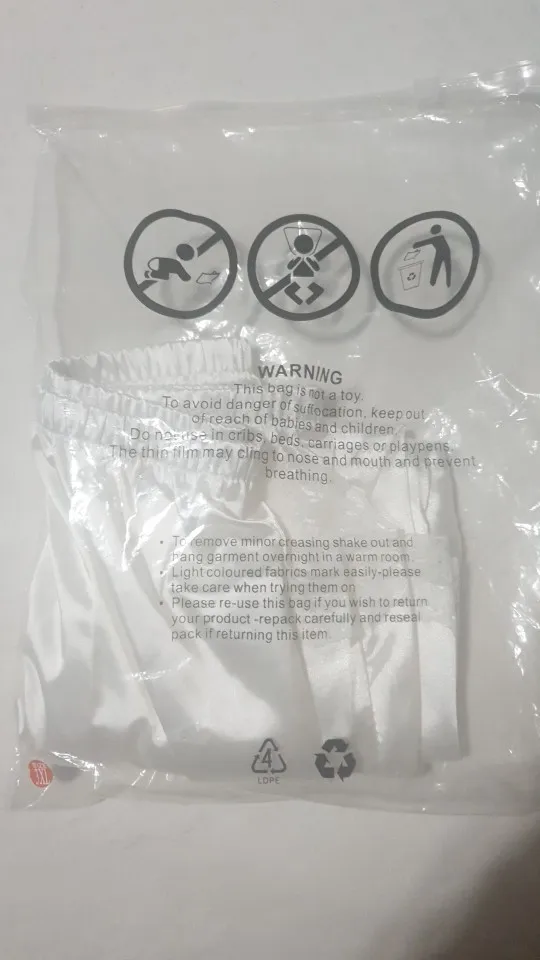 WARNING
This bag is not a toy.
To avoid danger of suffocation, keep out
of reach of babies and children.
Do not use in cribs, beds, carriages or playpens.
The thin film may cling to nose and mouth and prevent
breathing.
• To remove minor creasing shake out and
hang garment overnight in a warm room.
• Light coloured fabrics mark easily-please
take care when trying them on
• Please re-use this bag if you wish to return
your product -repack carefully and reseal
pack if returning this item.
4
LDPE